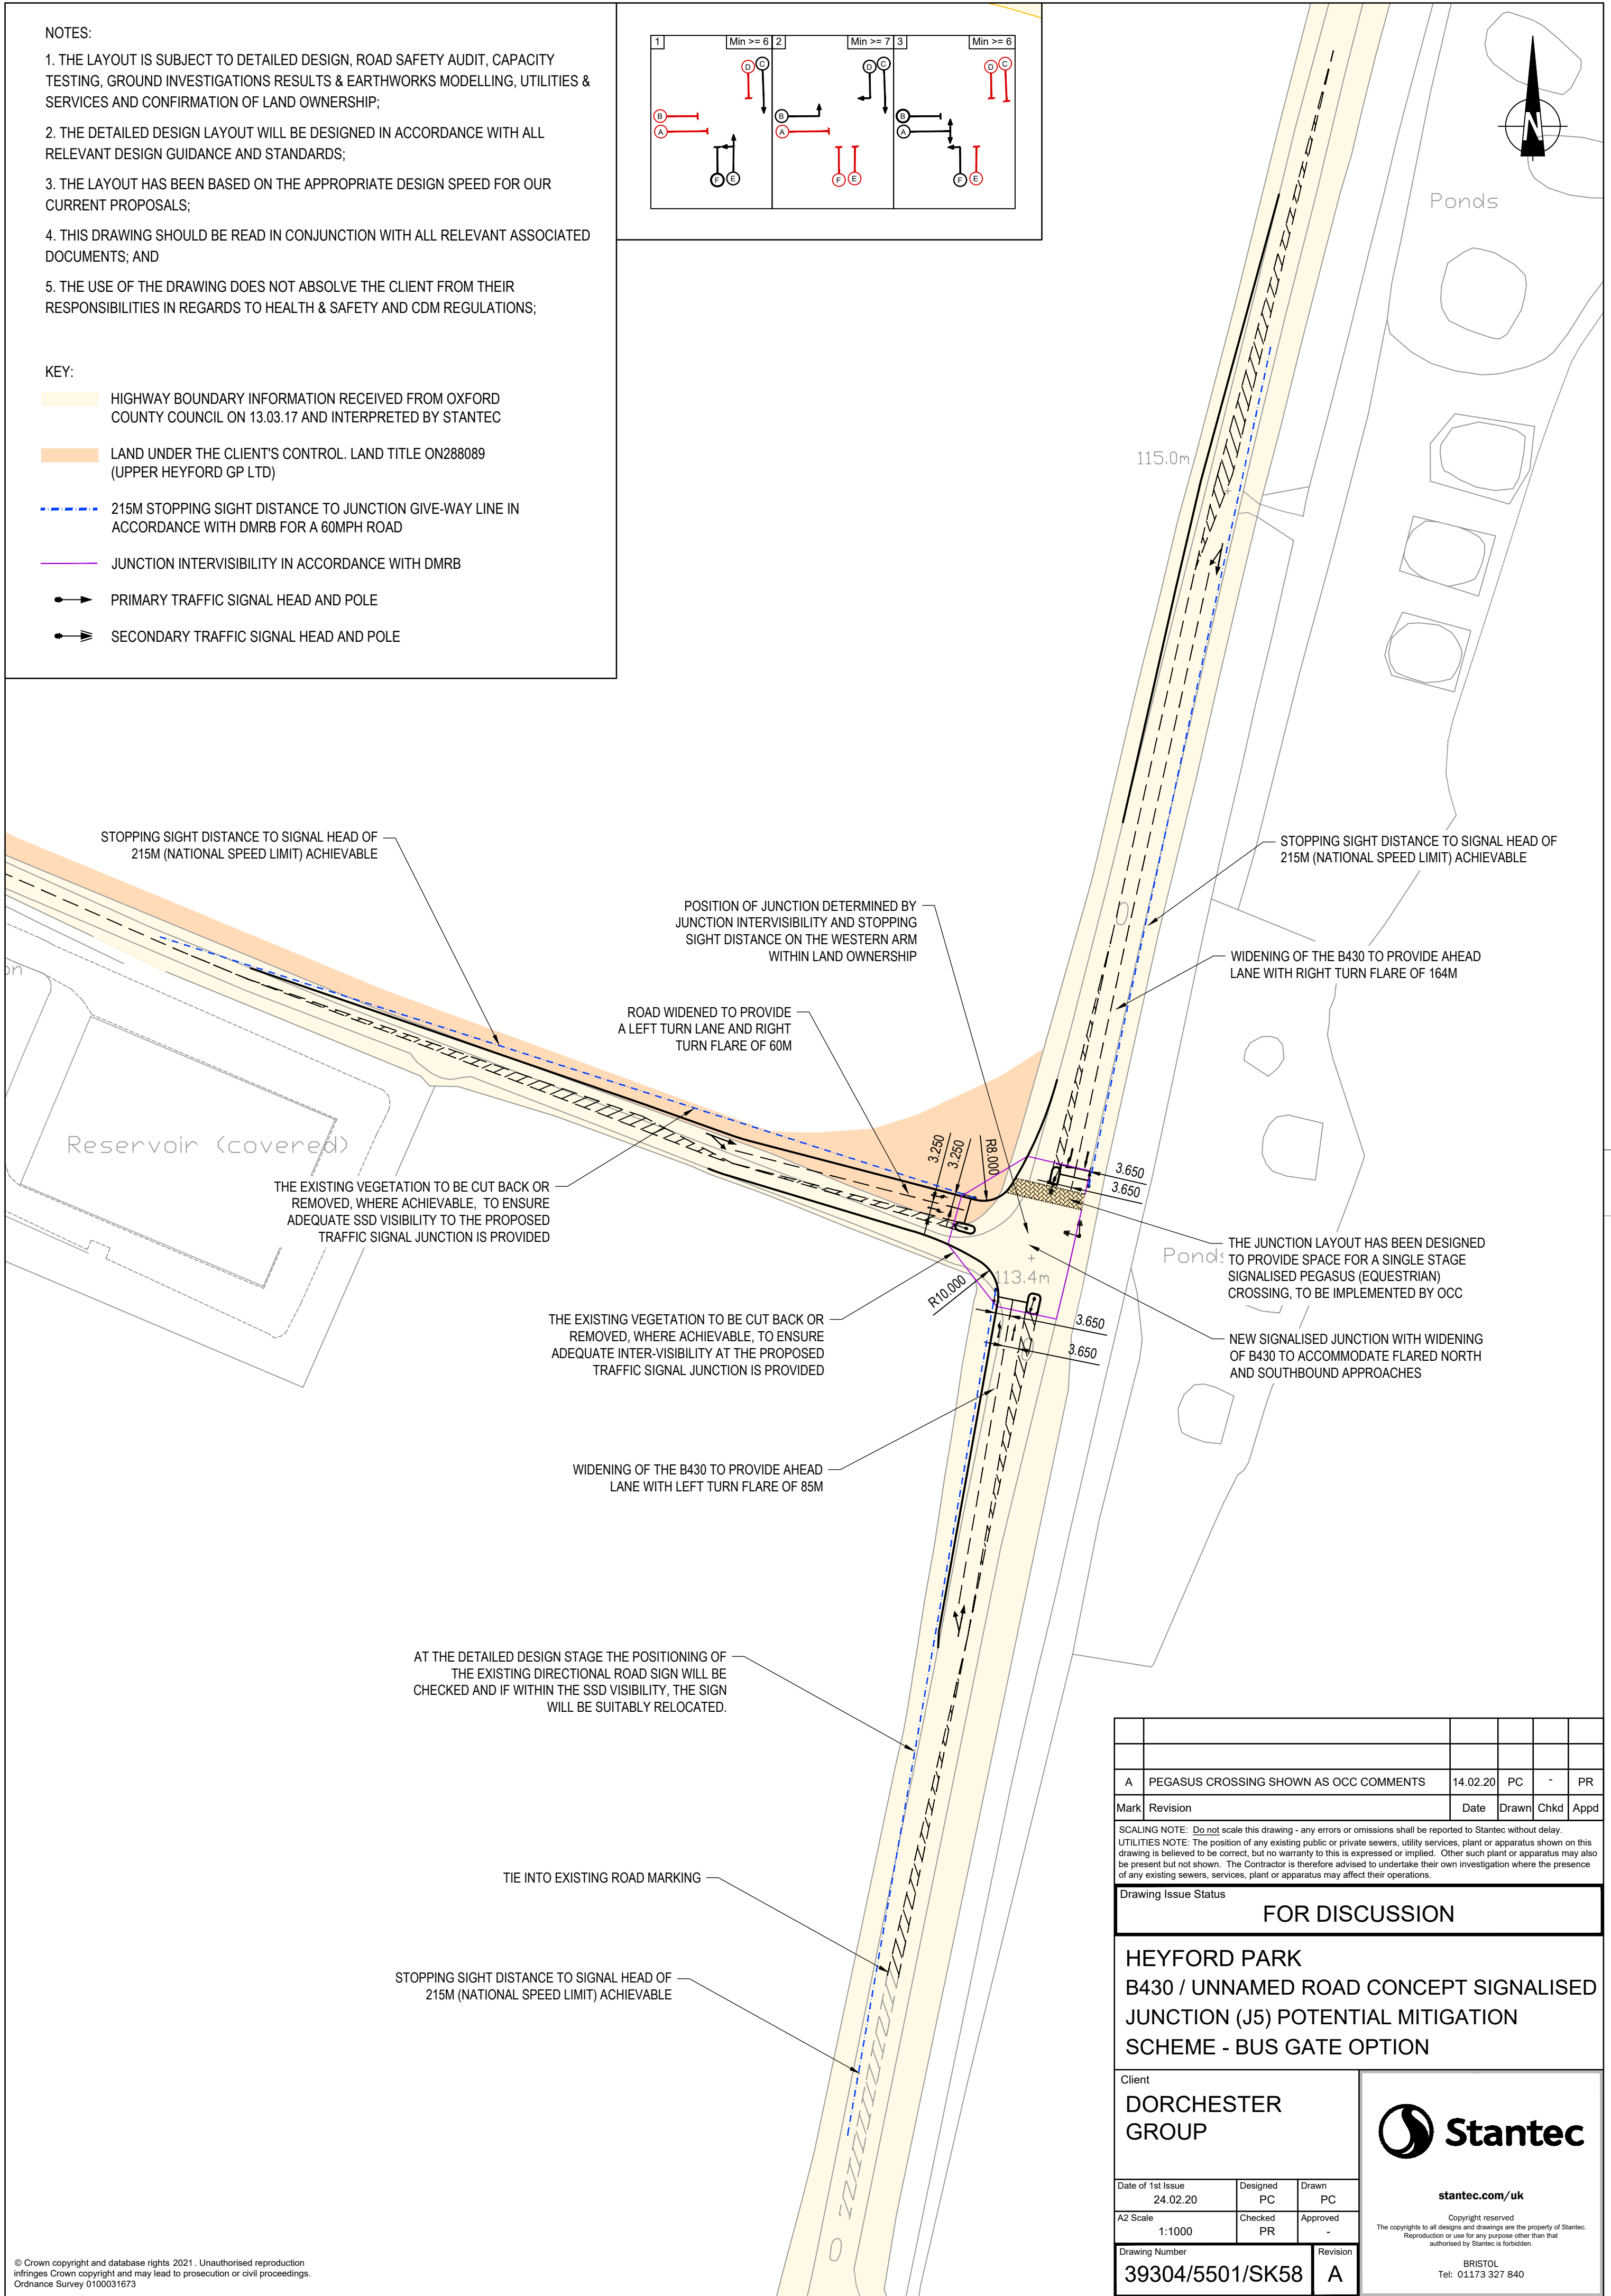 NOTES:
1. THE LAYOUT IS SUBJECT TO DETAILED DESIGN, ROAD SAFETY AUDIT, CAPACITY
TESTING, GROUND INVESTIGATIONS RESULTS & EARTHWORKS MODELLING, UTILITIES &
SERVICES AND CONFIRMATION OF LAND OWNERSHIP;
2. THE DETAILED DESIGN LAYOUT WILL BE DESIGNED IN ACCORDANCE WITH ALL
RELEVANT DESIGN GUIDANCE AND STANDARDS;
3. THE LAYOUT HAS BEEN BASED ON THE APPROPRIATE DESIGN SPEED FOR OUR
CURRENT PROPOSALS;
4. THIS DRAWING SHOULD BE READ IN CONJUNCTION WITH ALL RELEVANT ASSOCIATED
DOCUMENTS; AND
5. THE USE OF THE DRAWING DOES NOT ABSOLVE THE CLIENT FROM THEIR
RESPONSIBILITIES IN REGARDS TO HEALTH & SAFETY AND CDM REGULATIONS;
KEY:
HIGHWAY BOUNDARY INFORMATION RECEIVED FROM OXFORD
COUNTY COUNCIL ON 13.03.17 AND INTERPRETED BY STANTEC
LAND UNDER THE CLIENT'S CONTROL. LAND TITLE ON288089
(UPPER HEYFORD GP LTD)
215M STOPPING SIGHT DISTANCE TO JUNCTION GIVE-WAY LINE IN
ACCORDANCE WITH DMRB FOR A 60MPH ROAD
JUNCTION INTERVISIBILITY IN ACCORDANCE WITH DMRB
PRIMARY TRAFFIC SIGNAL HEAD AND POLE
SECONDARY TRAFFIC SIGNAL HEAD AND POLE
1 Min >= 6 2 Min >= 7 3 Min >= 6
D C D C D C
B B B
A A A
F E F E F E
N
Ponds
115.0m
STOPPING SIGHT DISTANCE TO SIGNAL HEAD OF
215M (NATIONAL SPEED LIMIT) ACHIEVABLE
STOPPING SIGHT DISTANCE TO SIGNAL HEAD OF
215M (NATIONAL SPEED LIMIT) ACHIEVABLE
POSITION OF JUNCTION DETERMINED BY
JUNCTION INTERVISIBILITY AND STOPPING
SIGHT DISTANCE ON THE WESTERN ARM
WITHIN LAND OWNERSHIP
WIDENING OF THE B430 TO PROVIDE AHEAD
LANE WITH RIGHT TURN FLARE OF 164M
on
ROAD WIDENED TO PROVIDE
A LEFT TURN LANE AND RIGHT
TURN FLARE OF 60M
Reservoir (covered)
3.250
3.250
R8.000
3.650
3.650
THE EXISTING VEGETATION TO BE CUT BACK OR
REMOVED, WHERE ACHIEVABLE, TO ENSURE
ADEQUATE SSD VISIBILITY TO THE PROPOSED
TRAFFIC SIGNAL JUNCTION IS PROVIDED
Ponds
THE JUNCTION LAYOUT HAS BEEN DESIGNED
TO PROVIDE SPACE FOR A SINGLE STAGE
SIGNALISED PEGASUS (EQUESTRIAN)
CROSSING, TO BE IMPLEMENTED BY OCC
113.4m
R10.000
3.650
3.650
THE EXISTING VEGETATION TO BE CUT BACK OR
REMOVED, WHERE ACHIEVABLE, TO ENSURE
ADEQUATE INTER-VISIBILITY AT THE PROPOSED
TRAFFIC SIGNAL JUNCTION IS PROVIDED
NEW SIGNALISED JUNCTION WITH WIDENING
OF B430 TO ACCOMMODATE FLARED NORTH
AND SOUTHBOUND APPROACHES
WIDENING OF THE B430 TO PROVIDE AHEAD
LANE WITH LEFT TURN FLARE OF 85M
AT THE DETAILED DESIGN STAGE THE POSITIONING OF
THE EXISTING DIRECTIONAL ROAD SIGN WILL BE
CHECKED AND IF WITHIN THE SSD VISIBILITY, THE SIGN
WILL BE SUITABLY RELOCATED.
TIE INTO EXISTING ROAD MARKING
STOPPING SIGHT DISTANCE TO SIGNAL HEAD OF
215M (NATIONAL SPEED LIMIT) ACHIEVABLE
A PEGASUS CROSSING SHOWN AS OCC COMMENTS 14.02.20 PC - PR
Mark Revision Date Drawn Chkd Appd
SCALING NOTE: Do not scale this drawing - any errors or omissions shall be reported to Stantec without delay.
UTILITIES NOTE: The position of any existing public or private sewers, utility services, plant or apparatus shown on this
drawing is believed to be correct, but no warranty to this is expressed or implied. Other such plant or apparatus may also
be present but not shown. The Contractor is therefore advised to undertake their own investigation where the presence
of any existing sewers, services, plant or apparatus may affect their operations.
Drawing Issue Status
FOR DISCUSSION
HEYFORD PARK
B430 / UNNAMED ROAD CONCEPT SIGNALISED
JUNCTION (J5) POTENTIAL MITIGATION
SCHEME - BUS GATE OPTION
Client
DORCHESTER
GROUP
Date of 1st Issue Designed Drawn
24.02.20 PC PC
A2 Scale Checked Approved
1:1000 PR -
Drawing Number Revision
39304/5501/SK58 A
Stantec
stantec.com/uk
Copyright reserved
The copyrights to all designs and drawings are the property of Stantec.
Reproduction or use for any purpose other than that
authorised by Stantec is forbidden.
BRISTOL
Tel: 01173 327 840
© Crown copyright and database rights 2021 . Unauthorised reproduction
infringes Crown copyright and may lead to prosecution or civil proceedings.
Ordnance Survey 0100031673